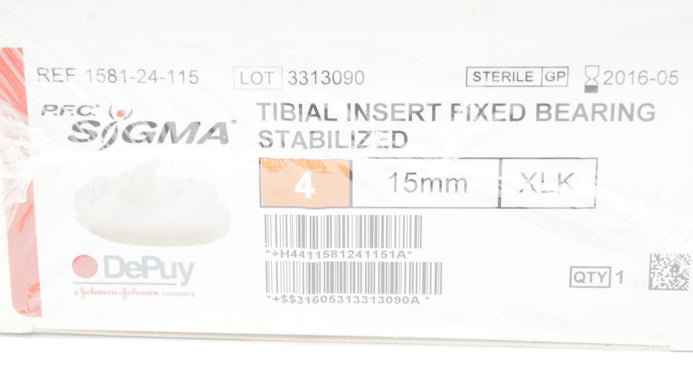 REF 1581-24-115 LOT 3313090 STERILE GP 2016-05
P.F.C. SIGMA® TIBIAL INSERT FIXED BEARING
STABILIZED
4 15mm XLK
*+H4411581241151A*
DePuy
a Johnson & Johnson company
QTY 1
*+$$31605313313090A*